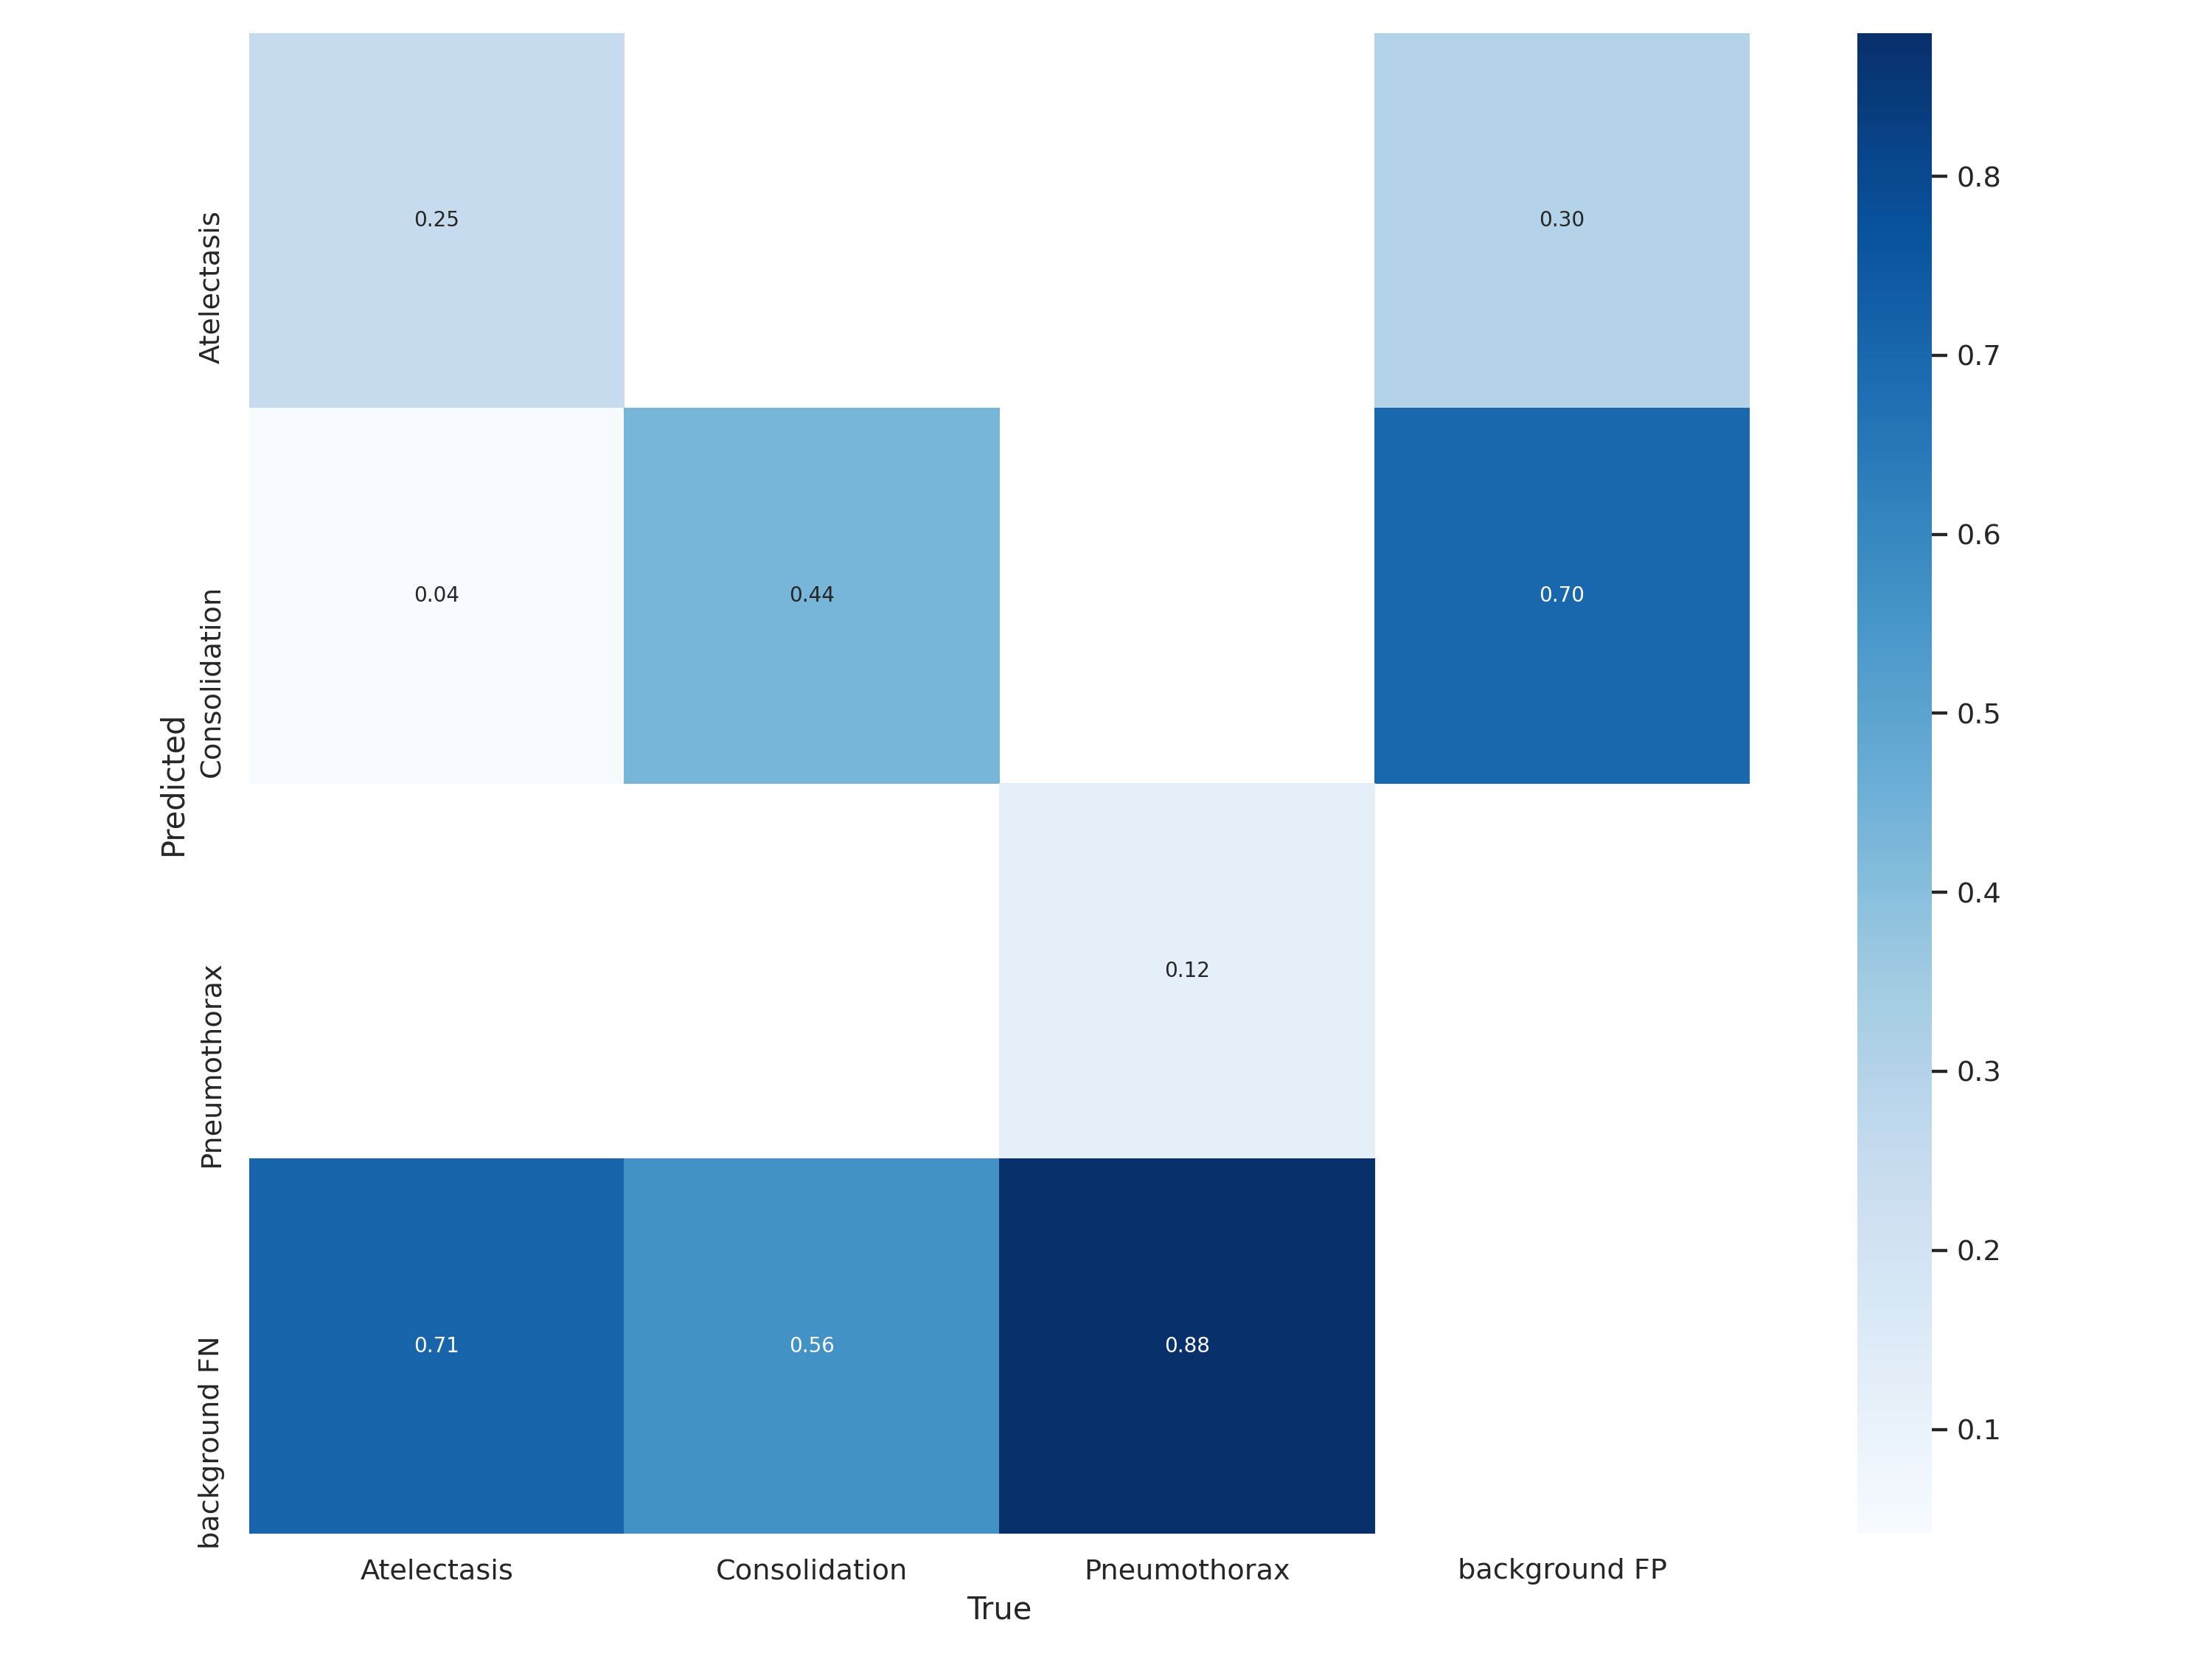 Predicted
Atelectasis
Consolidation
Pneumothorax
background FN
0.25
0.30
0.04
0.44
0.70
0.12
0.71
0.56
0.88
Atelectasis
Consolidation
Pneumothorax
background FP
True
0.8
0.7
0.6
0.5
0.4
0.3
0.2
0.1